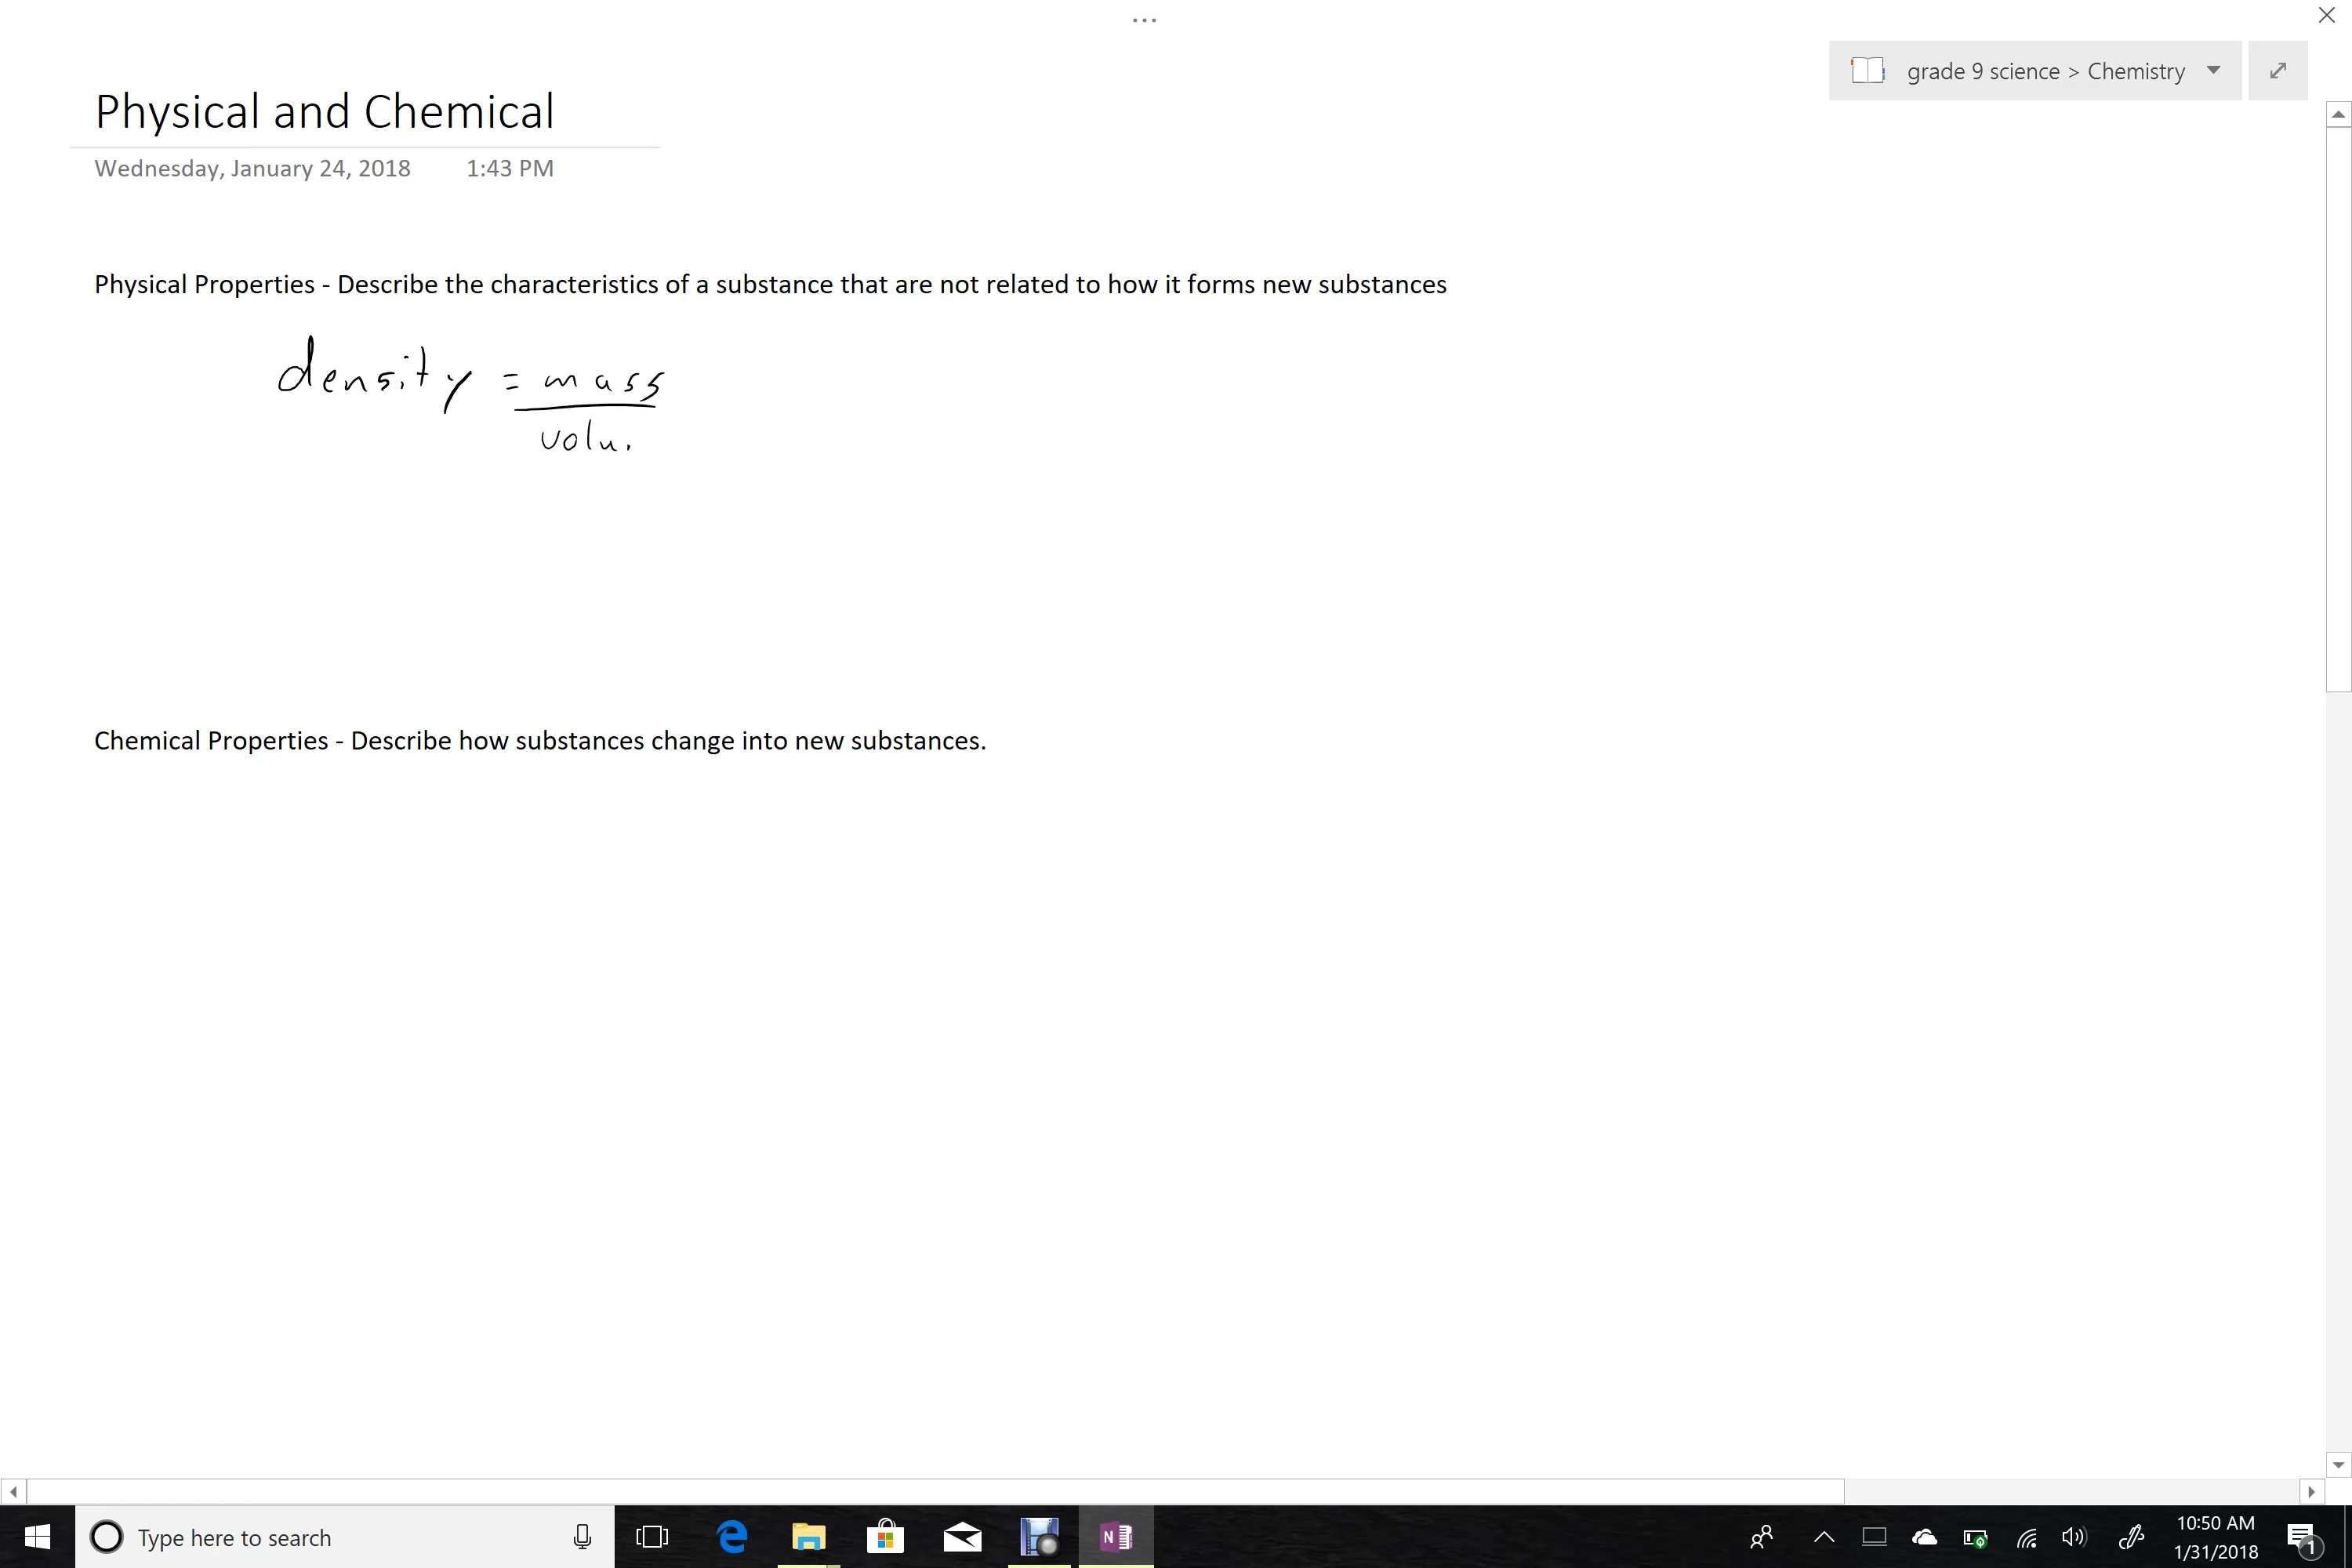 grade 9 science > Chemistry
Physical and Chemical
Wednesday, January 24, 2018 1:43 PM
Physical Properties - Describe the characteristics of a substance that are not related to how it forms new substances
density = mass
volu.
Chemical Properties - Describe how substances change into new substances.
Type here to search
N
10:50 AM
1/31/2018
1